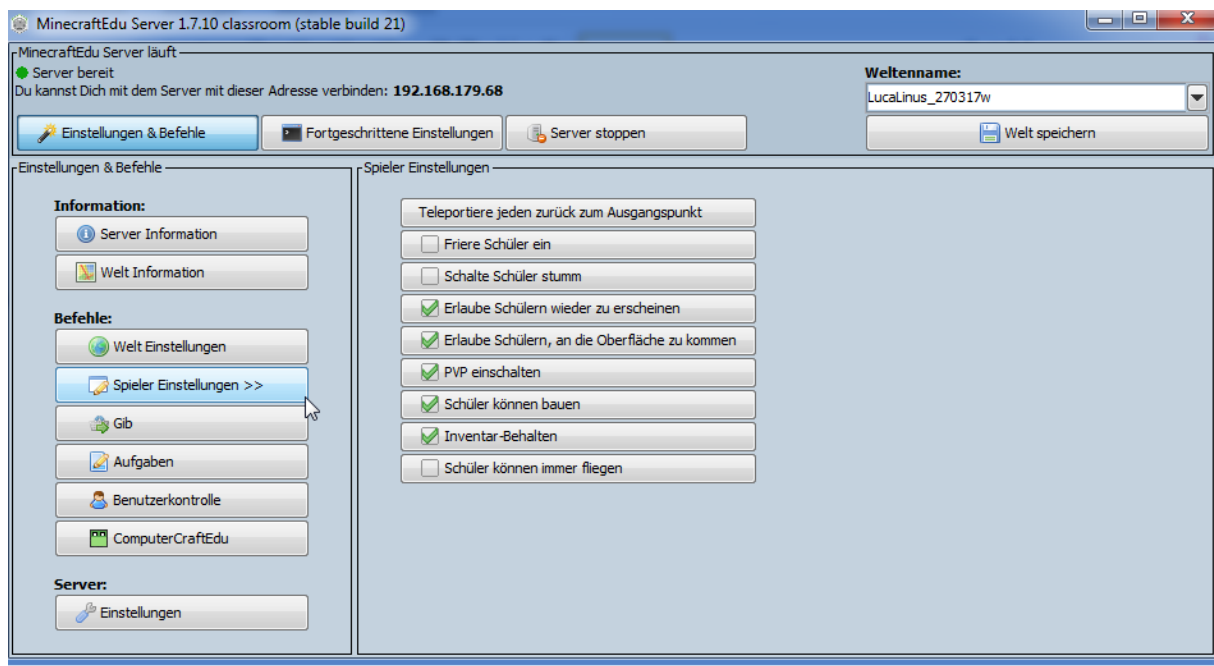 MinecraftEdu Server 1.7.10 classroom (stable build 21)
MinecraftEdu Server läuft
Server bereit
Du kannst Dich mit dem Server mit dieser Adresse verbinden: 192.168.179.68
Weltenname:
LucaLinus_270317w
Einstellungen & Befehle
Fortgeschrittene Einstellungen
Server stoppen
Welt speichern
Einstellungen & Befehle
Information:
Server Information
Welt Information
Befehle:
Welt Einstellungen
Spieler Einstellungen >>
Gib
Aufgaben
Benutzerkontrolle
ComputerCraftEdu
Server:
Einstellungen
Spieler Einstellungen
Teleportiere jeden zurück zum Ausgangspunkt
Friere Schüler ein
Schalte Schüler stumm
Erlaube Schülern wieder zu erscheinen
Erlaube Schülern, an die Oberfläche zu kommen
PVP einschalten
Schüler können bauen
Inventar-Behalten
Schüler können immer fliegen